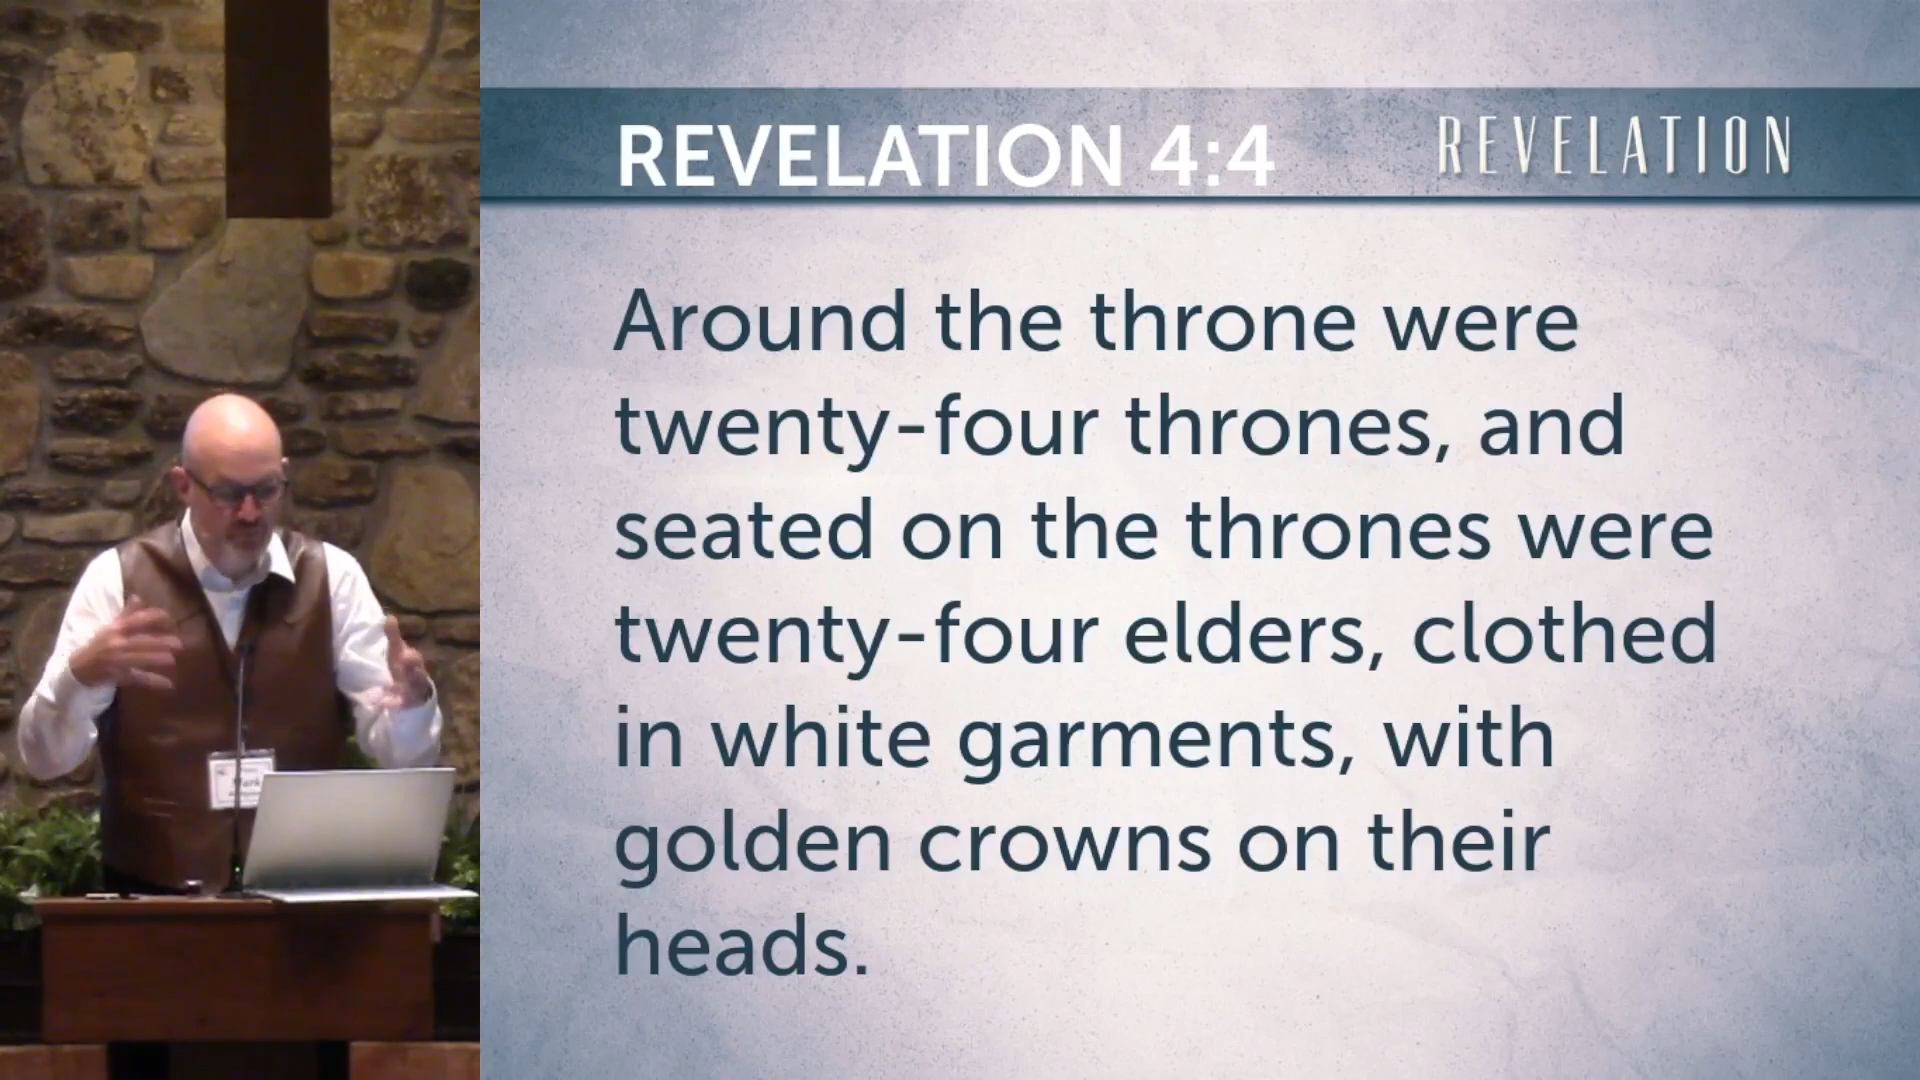 REVELATION 4:4
REVELATION
Around the throne were
twenty-four thrones, and
seated on the thrones were
twenty-four elders, clothed
in white garments, with
golden crowns on their
heads.